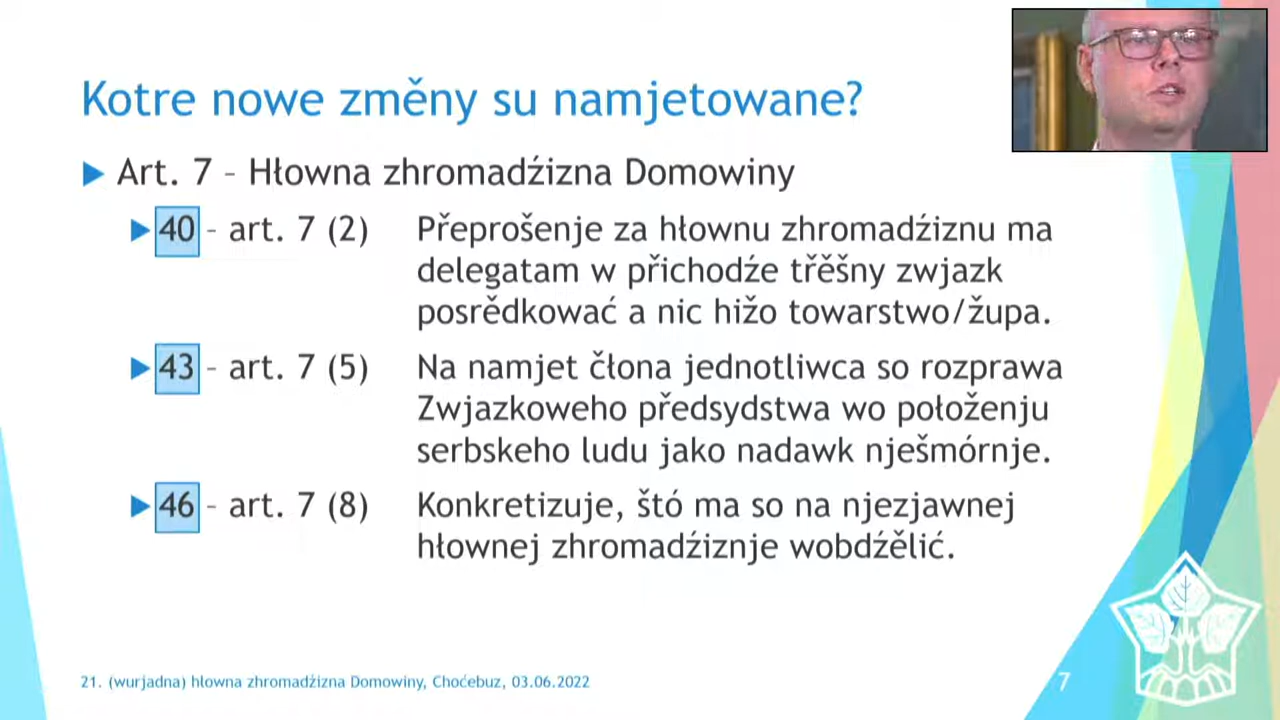 Kotre nowe změny su namjetowane?
Art. 7 – Hłowna zhromadźizna Domowiny
40 – art. 7 (2) Přeprošenje za hłownu zhromadźiznu ma
delegatam w přichodźe třěšny zwjazk
posrědkować a nic hižo towarstwo/župa.
43 – art. 7 (5) Na namjet čłona jednotliwca so rozprawa
Zwjazkoweho předsydstwa wo położenju
serbskeho ludu jako nadawk nješmórnje.
46 – art. 7 (8) Konkretizuje, štó ma so na njezjawnej
hłownej zhromadźiznje wobdźělić.
21. (wurjadna) hłowna zhromadźizna Domowiny, Choćebuz, 03.06.2022
7